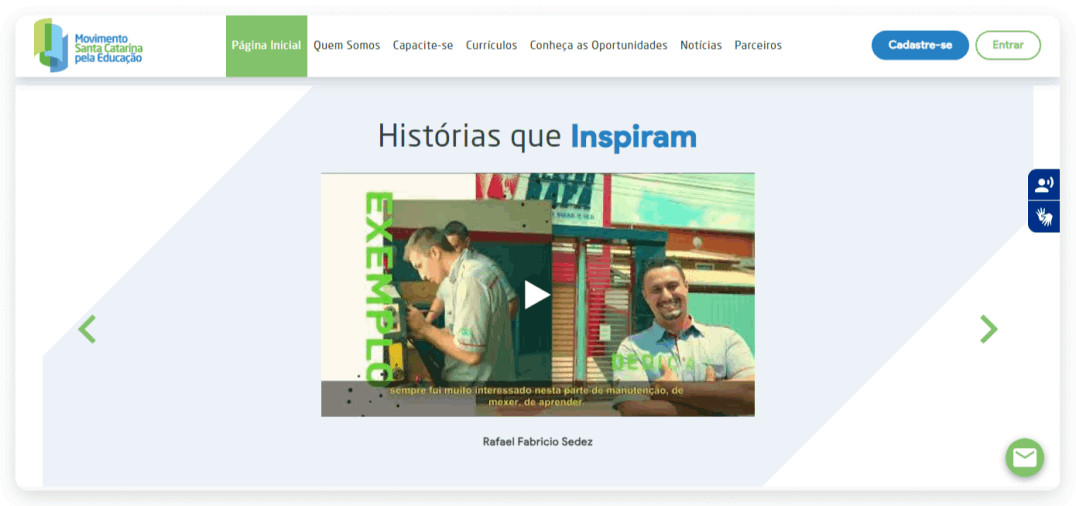 Movimento
Santa Catarina
pela Educação
Página Inicial
Quem Somos
Capacite-se
Currículos
Conheça as Oportunidades
Notícias
Parceiros
Cadastre-se
Entrar
Histórias que Inspiram
EXEMPLO
sempre fui muito interessado nesta parte de manutenção, de
mexer, de aprender.
Rafael Fabricio Sedez